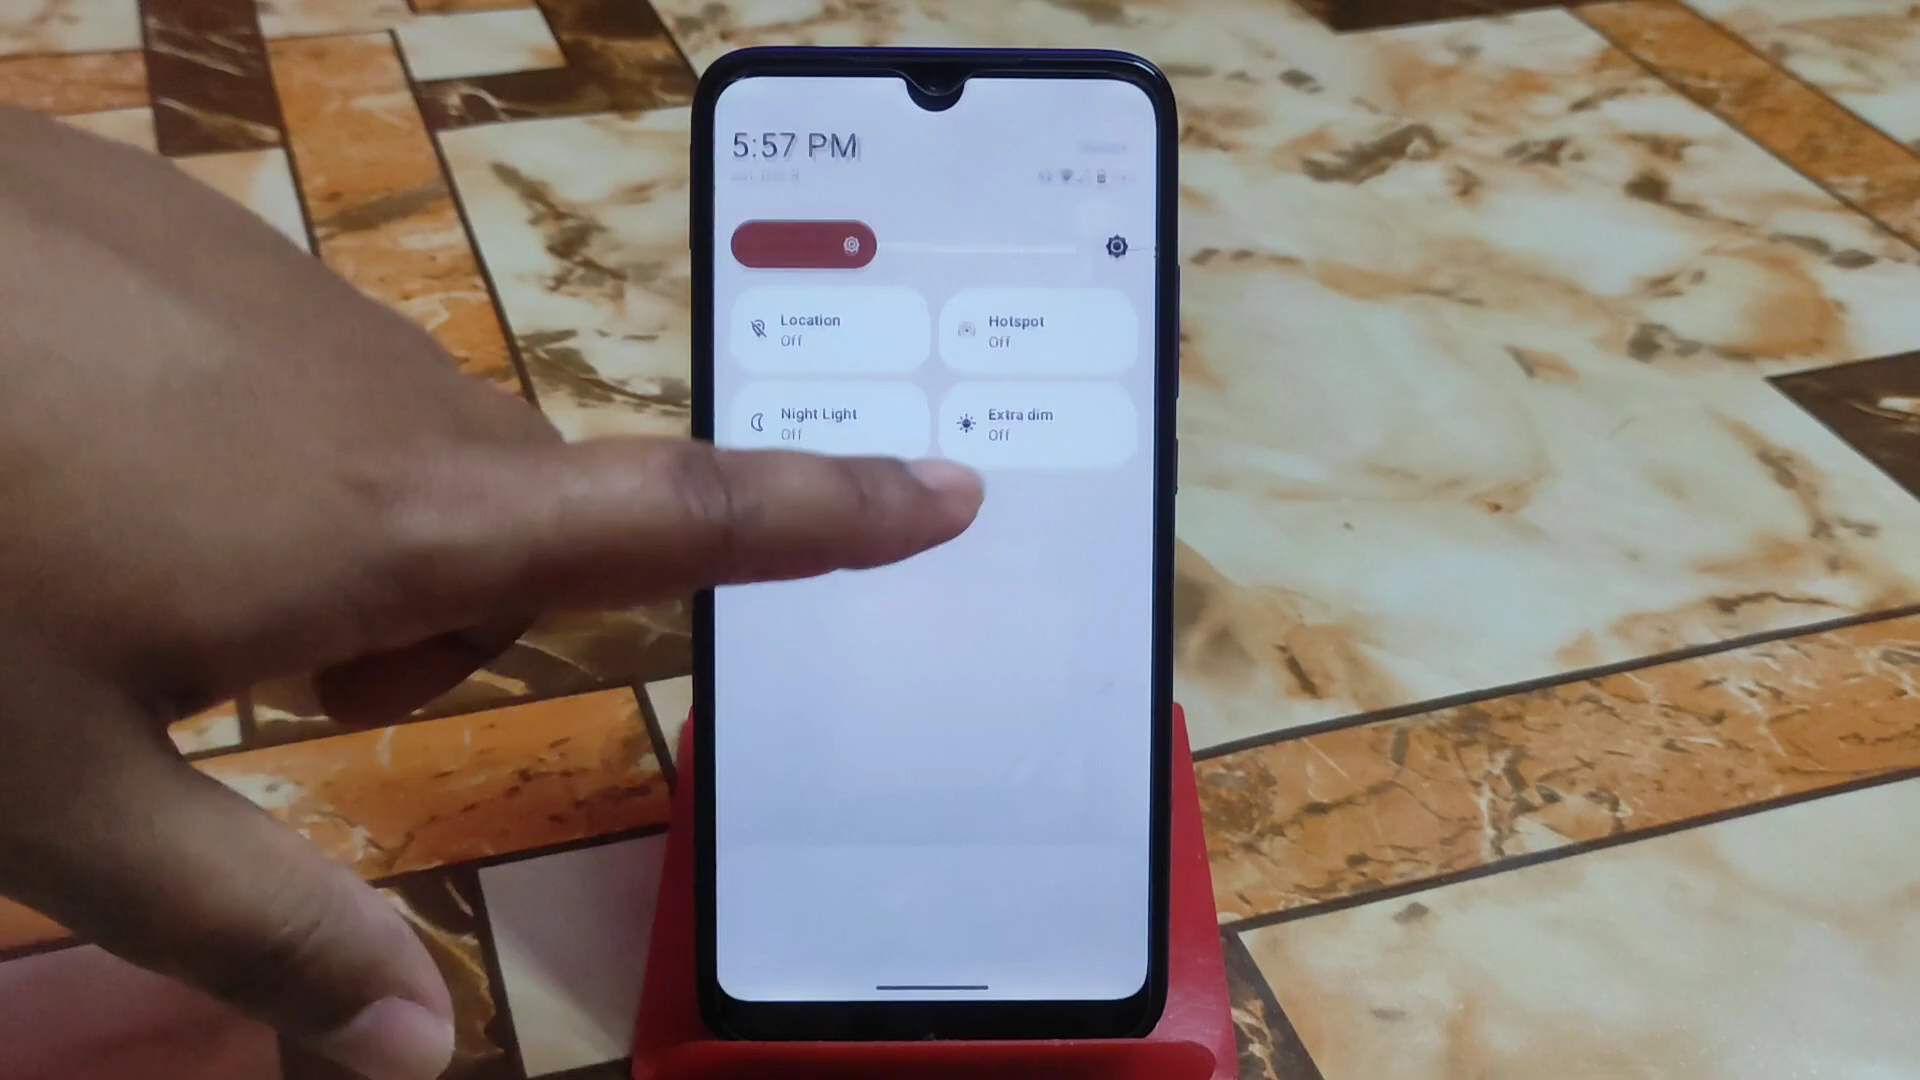 5:57 PM
Location
Off
Hotspot
Off
Night Light
Off
Extra dim
Off